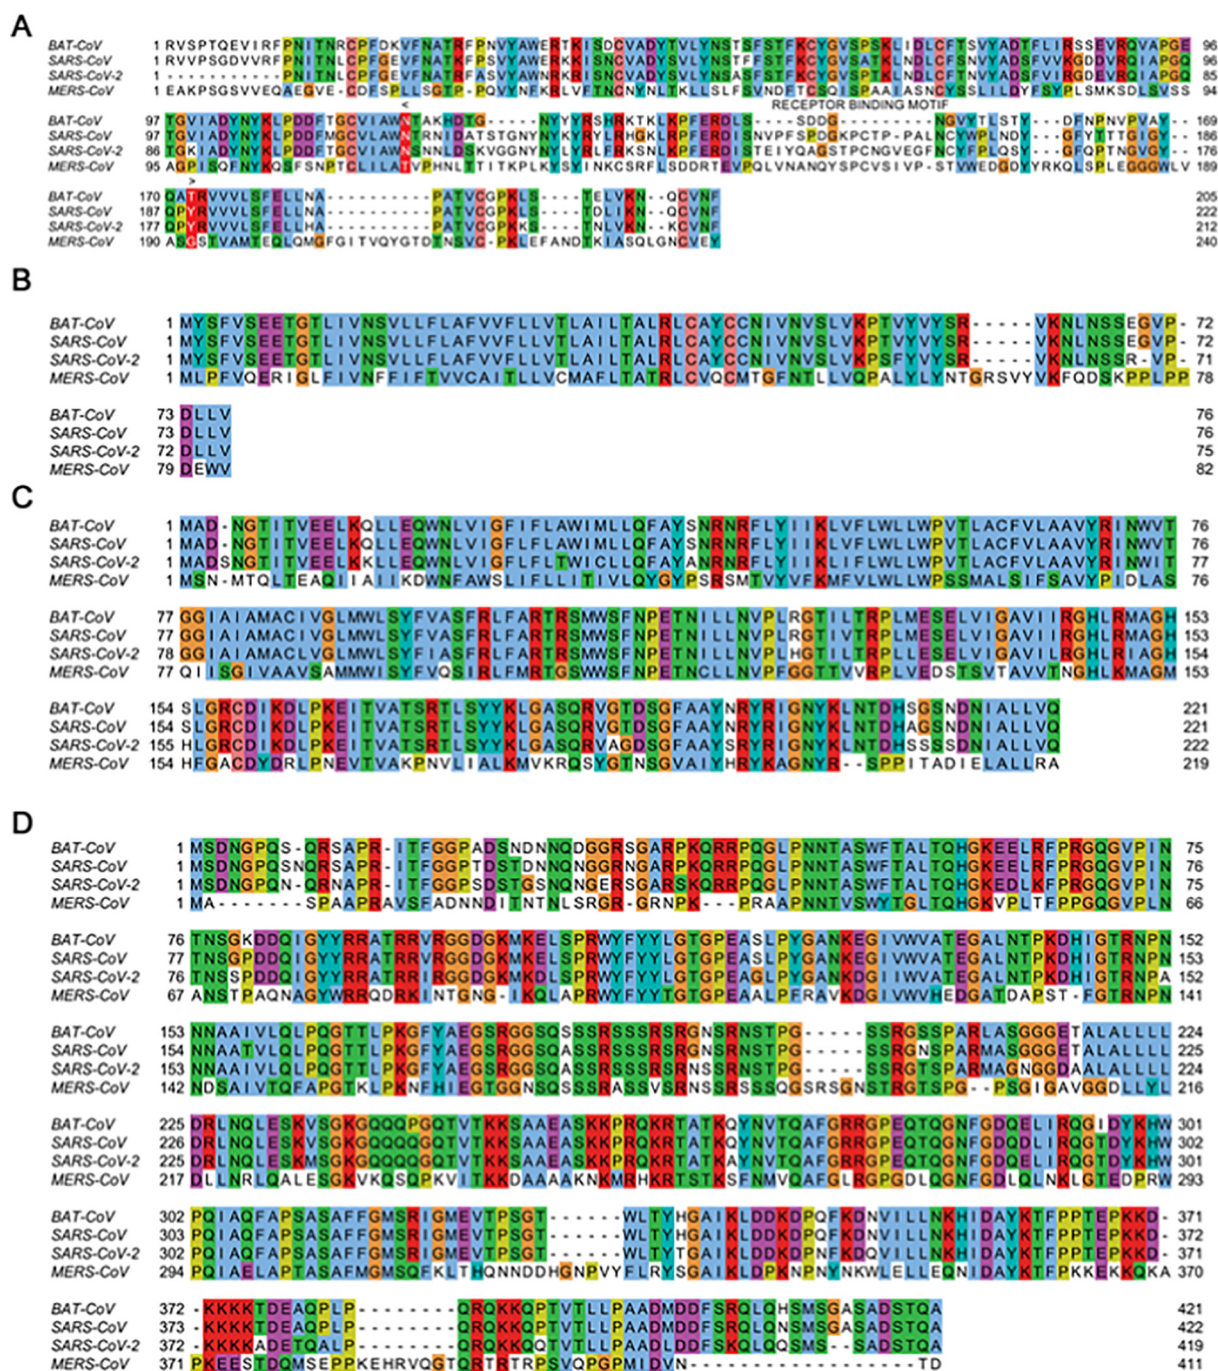 A
BAT-CoV 1 RVSPTQEVIRFPNITNRCPFDKVFNATRFPNVYAWERTKISDCVADYTVLYNSTSFSTFKCYGVSPSKLIDLCFTSVYADTFLIRSSEVRQVAPGE 96
SARS-CoV 1 RVVPSGDVVRFPNITNLCPFGEVFNATKFPSVYAWERKKISNCVADYSVLYNSTFFSTFKCYGVSATKLNDLCFSNVYADSFVVKGDDVRQIAPGQ 96
SARS-CoV-2 1 -----------PNITNLCPFGEVFNATRFASVYAWNRKRISNCVADYSVLYNSASFSTFKCYGVSPTKLNDLCFTNVYADSFVIRGDEVRQIAPGQ 85
MERS-CoV 1 EAKPSGSVVEQAEGVE-CDFSPLLSGTP-PQVYNFKRLVFTNCNYNLTKLLSLFSVNDFTCSQISPAAIASNCYSSLILDYFSYPLSMKSDLSVSS 94
< RECEPTOR BINDING MOTIF
BAT-CoV 97 TGVIADYNYKLPDDFTGCVIAWNTAKHDTG-----NYYYRSHRKTKLKPFERDLS----SDDG--------NGVYTLSTY---DFNPNVPVAY 169
SARS-CoV 97 TGVIADYNYKLPDDFMGCVLAWNTRNIDATSTGNYNYKYRYLRHGKLRPFERDISNVPFSPDGKPCTP-PALNCYWPLNDY---GFYTTTGIGY 186
SARS-CoV-2 86 TGKIADYNYKLPDDFTGCVIAWNSNNLDSKVGGNYNYLYRLFRKSNLKPFERDISTEIYQAGSTPCNGVEGFNCYFPLQSY---GFQPTNGVGY 176
MERS-CoV 95 AGPISQFNYKQSFSNPTCLILATVPHNLTTITKPLKYSYINKCSRFLSDDRTEVPQLVNANQYSPCVSIVPSTVWEDGDYYRKQLSPLEGGGWLV 189
>
BAT-CoV 170 QATRVVVLSFELLNA---------PATVCGPKLS----TELVKN--QCVNF 205
SARS-CoV 187 QPYRVVVLSFELLNA---------PATVCGPKLS----TDLIKN--QCVNF 222
SARS-CoV-2 177 QPYRVVVLSFELLHA---------PATVCGPKKS----TNLVKN--KCVNF 212
MERS-CoV 190 ASGSTVAMTEQLQMGFGITVQYGTDTNSVC-PKLEFANDTKIASQLGNCVEY 240
B
BAT-CoV 1 MYSFVSEETGTLIVNSVLLFLAFVVFLLVTLAILTALRLCAYCCNIVNVSLVKPTVYVYSR-----VKNLNSSEGVP- 72
SARS-CoV 1 MYSFVSEETGTLIVNSVLLFLAFVVFLLVTLAILTALRLCAYCCNIVNVSLVKPTVYVYSR-----VKNLNSSEGVP- 72
SARS-CoV-2 1 MYSFVSEETGTLIVNSVLLFLAFVVFLLVTLAILTALRLCAYCCNIVNVSLVKPSFYVYSR-----VKNLNSSR-VP- 71
MERS-CoV 1 MLPFVQERIGLFIVNFFIFTVVCAITLLVCMAFLTATRLCVQCMTGFNTLLVQPALYLYNTGRSVYVKFQDSKPPLPP 78
BAT-CoV 73 DLLV 76
SARS-CoV 73 DLLV 76
SARS-CoV-2 72 DLLV 75
MERS-CoV 79 DEWV 82
C
BAT-CoV 1 MAD-NGTITVEELKQLLEQWNLVIGFIFLAWIMLLQFAYSNRNRFLYIIKLVFLWLLWPVTLACFVLAAVYRINWVT 76
SARS-CoV 1 MAD-NGTITVEELKQLLEQWNLVIGFLFLAWIMLLQFAYSNRNRFLYIIKLVFLWLLWPVTLACFVLAAVYRINWVT 76
SARS-CoV-2 1 MADSNGTITVEELKKLLEQWNLVIGFLFLTWICLLQFAYANRNRFLYIIKLIFLWLLWPVTLACFVLAAVYRINWIT 77
MERS-CoV 1 MSN-MTQLTEAQIIAIIKDWNFAWSLIFLLITIVLQYGYPSRSMTVYVFKMFVLWLLWPSSMALSIFSAVYPIDLAS 76
BAT-CoV 77 GGIAIAMACIVGLMWLSYFVASFRLFARTRSMWSFNPETNILLNVPLRGTILTRPLMESELVIGAVIIRGHLRMAGH 153
SARS-CoV 77 GGIAIAMACIVGLMWLSYFVASFRLFARTRSMWSFNPETNILLNVPLRGTIVTRPLMESELVIGAVIIRGHLRMAGH 153
SARS-CoV-2 78 GGIAIAMACLVGLMWLSYFIASFRLFARTRSMWSFNPETNILLNVPLHGTILTRPLLESELVIGAVILRGHLRIAGH 154
MERS-CoV 77 QIISGIVAAVSAMMWISYFVQSIRLFMRTGSWWSFNPETNCLLNVPFGGTTVVRPLVEDSTSVTAVVTNGHLKMAGM 153
BAT-CoV 154 SLGRCDIKDLPKEITVATSRTLSYYKLGASQRVGTDSGFAAYNRYRIGNYKLNTDHSGSNDNIALLVQ 221
SARS-CoV 154 SLGRCDIKDLPKEITVATSRTLSYYKLGASQRVGTDSGFAAYNRYRIGNYKLNTDHAGSNDNIALLVQ 221
SARS-CoV-2 155 HLGRCDIKDLPKEITVATSRTLSYYKLGASQRVAGDSGFAAYSRYRIGNYKLNTDHSSSSDNIALLVQ 222
MERS-CoV 154 HFGACDYDRLPNEVTVAKPNVLIALKMVKRQSYGTNSGVAIYHRYKAGNYR--SPPITADIELALLRA 219
D
BAT-CoV 1 MSDNGPQS-QRSAPR-ITFGGPADSNDNNQDGGRSGARPKQRRPQGLPNNTASWFTALTQHGKEELRFPRGQGVPIN 75
SARS-CoV 1 MSDNGPQSNQRSAPR-ITFGGPTDSTDNNQNGGRNGARPKQRRPQGLPNNTASWFTALTQHGKEELRFPRGQGVPIN 76
SARS-CoV-2 1 MSDNGPQN-QRNAPR-ITFGGPSDSTGSNQNGERSGARSKQRRPQGLPNNTASWFTALTQHGKEDLKFPRGQGVPIN 75
MERS-CoV 1 MA-------SPAAPRAVSFADNNDITNTNLSRGR-GRNPK---PRAAPNNTVSWYTGLTQHGKVPLTFPPGQGVPLN 66
BAT-CoV 76 TNSGKDDQIGYYRRATRRVRGGDGKMKELSPRWYFYYLGTGPEASLPYGANKEGIVWVATEGALNTPKDHIGTRNPN 152
SARS-CoV 77 TNSGPDDQIGYYRRATRRVRGGDGKMKELSPRWYFYYLGTGPEASLPYGANKEGIVWVATEGALNTPKDHIGTRNPN 153
SARS-CoV-2 76 TNSSPDDQIGYYRRATRRIRGGDGKMKDLSPRWYFYYLGTGPEAGLPYGANKDGIIWVATEGALNTPKDHIGTRNPA 152
MERS-CoV 67 ANSTPAQNAGYWRRQDRKINTGNG-IKQLAPRWYFYYTGTGPEAALPFRAVKDGIVWVHEDGATDAPST-FGTRNPN 141
BAT-CoV 153 NNAAIVLQLPQGTTLPKGFYAEGSRGGSQSSSRSSSRSRGNSRNSTPG-----SSRGSSPARLASGGGETALALLLL 224
SARS-CoV 154 NNAATVLQLPQGTTLPKGFYAEGSRGGSQASSRSSSRSRGNSRNSTPG-----SSRGNSPARMASGGGETALALLLL 225
SARS-CoV-2 153 NNAAIVLQLPQGTTLPKGFYAEGSRGGSQASSRSSSRSRNSSRNSTPG-----SSRGTSPARMAGNGGDAALALLLL 224
MERS-CoV 142 NDSAIVTQFAPGTKLPKNFHIEGTGGNSQSSSRASSVSRNSSRSSSQGSRSGNSTRGTSPG--PSGIGAVGGDLLYL 216
BAT-CoV 225 DRLNQLESKVSGKGQQQPGQTVTKKSAAEASKKPRQKRTATKQYNVTQAFGRRGPEQTQGNFGDQELIRQGIDYKHW 301
SARS-CoV 226 DRLNQLESKVSGKGQQQQGQTVTKKSAAEASKKPRQKRTATKQYNVTQAFGRRGPEQTQGNFGDQDLIRQGTDYKHW 302
SARS-CoV-2 225 DRLNQLESKMSGKGQQQQGQTVTKKSAAEASKKPRQKRTATKAYNVTQAFGRRGPEQTQGNFGDQELIRQGTDYKHW 301
MERS-CoV 217 DLLNRLQALESGKVKQSQPKVITKKDAAAAKNKMRHKRTSTKSFNMVQAFGLRGPGDLQGNFGDLQLNKLGTEDPRW 293
BAT-CoV 302 PQIAQFAPSASAFFGMSRIGMEVTPSGT------WLTYHGAIKLDDKDPQFKDNVILLNKHIDAYKTFPPTEPKKD- 371
SARS-CoV 303 PQIAQFAPSASAFFGMSRIGMEVTPSGT------WLTYHGAIKLDDKDPQFKDNVILLNKHIDAYKTFPPTEPKKD- 372
SARS-CoV-2 302 PQIAQFAPSASAFFGMSRIGMEVTPSGT------WLTYTGAIKLDDKDPNFKDQVILLNKHIDAYKTFPPTEPKKD- 371
MERS-CoV 294 PQIAELAPTASAFMGMSQFKLTHQNNDDHGNPVYFLRYSGAIKLDPKNPNYNKWLELLEQNIDAYKTFPKKEKKQKA 370
BAT-CoV 372 -KKKKTDEAQPLP--------QRQKKQPTVTLLPAADMDDFSRQLQHSMSGASADSTQA 421
SARS-CoV 373 -KKKKTDEAQPLP--------QRQKKQPTVTLLPAADMDDFSRQLQNSMSGASADSTQA 422
SARS-CoV-2 372 -KKKKADETQALP--------QRQKKQQTVTLLPAADLDDFSKQLQQSMSS--ADSTQA 419
MERS-CoV 371 PKEESTDQMSEPPKEHRVQGTQRTRTRPSVQPGPMIDVN------------------TD 411